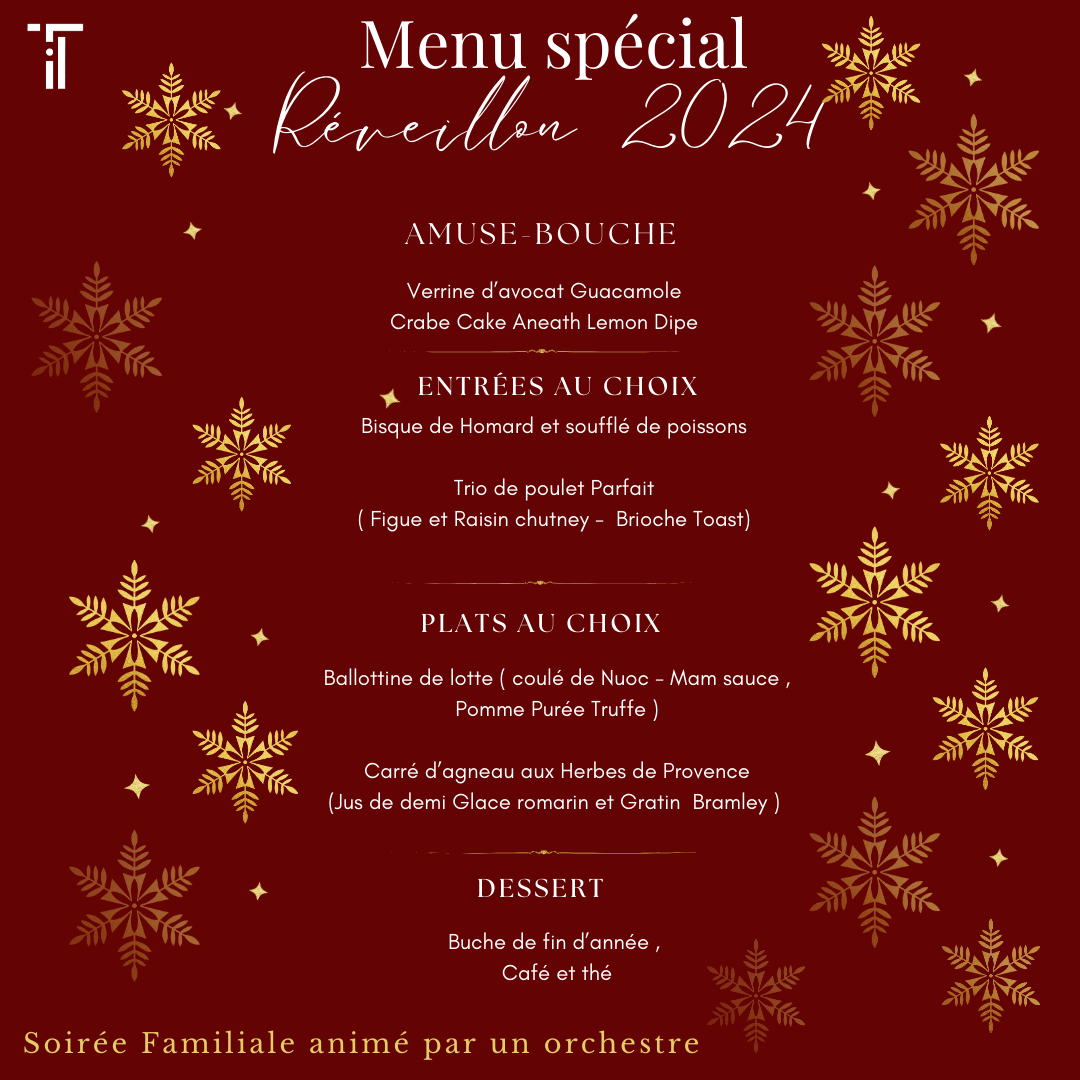 Menu spécial
Réveillon 2024
AMUSE-BOUCHE
Verrine d’avocat Guacamole
Crabe Cake Aneath Lemon Dipe
ENTRÉES AU CHOIX
Bisque de Homard et soufflé de poissons
Trio de poulet Parfait
( Figue et Raisin chutney - Brioche Toast)
PLATS AU CHOIX
Ballottine de lotte ( coulé de Nuoc - Mam sauce ,
Pomme Purée Truffe )
Carré d’agneau aux Herbes de Provence
(Jus de demi Glace romarin et Gratin Bramley )
DESSERT
Buche de fin d’année ,
Café et thé
Soirée Familiale animé par un orchestre